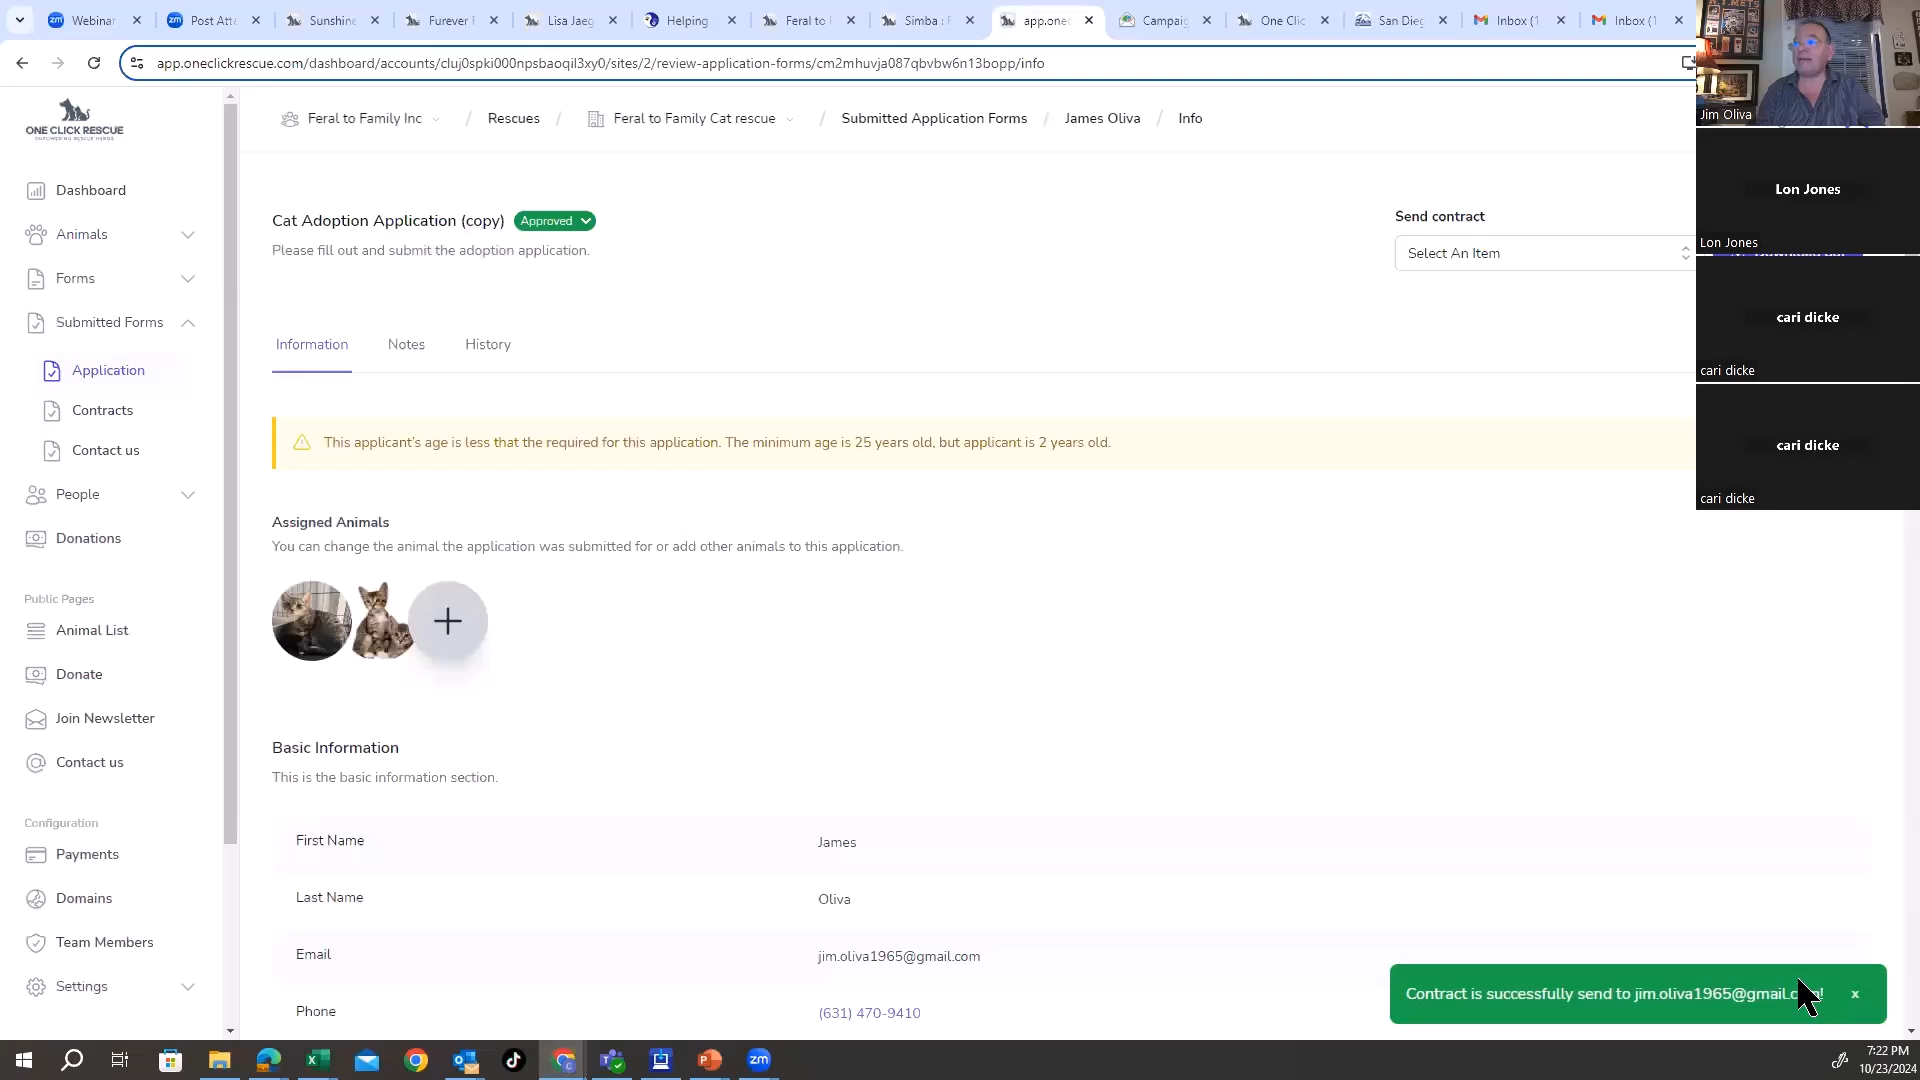 Webinar
Post Att
Sunshine
Furever
Lisa Jaeg
Helping
Feral to
Simba :
app.onec
Campaig
One Clic
San Dieg
Inbox (1
Inbox (1
app.oneclickrescue.com/dashboard/accounts/cluj0spki000npsbaoqil3xy0/sites/2/review-application-forms/cm2mhuvja087qbvbw6n13bopp/info
Jim Oliva
ONE CLICK RESCUE
EMPOWERING RESCUE HEROES
Feral to Family Inc / Rescues / Feral to Family Cat rescue / Submitted Application Forms / James Oliva / Info
Dashboard
Animals
Forms
Submitted Forms
Application
Contracts
Contact us
People
Donations
Public Pages
Animal List
Donate
Join Newsletter
Contact us
Configuration
Payments
Domains
Team Members
Settings
Cat Adoption Application (copy) Approved
Please fill out and submit the adoption application.
Send contract
Select An Item
Lon Jones
Lon Jones
cari dicke
cari dicke
cari dicke
cari dicke
Information Notes History
This applicant's age is less that the required for this application. The minimum age is 25 years old, but applicant is 2 years old.
Assigned Animals
You can change the animal the application was submitted for or add other animals to this application.
Basic Information
This is the basic information section.
First Name James
Last Name Oliva
Email jim.oliva1965@gmail.com
Phone (631) 470-9410
Contract is successfully send to jim.oliva1965@gmail.c m! x
7:22 PM
10/23/2024